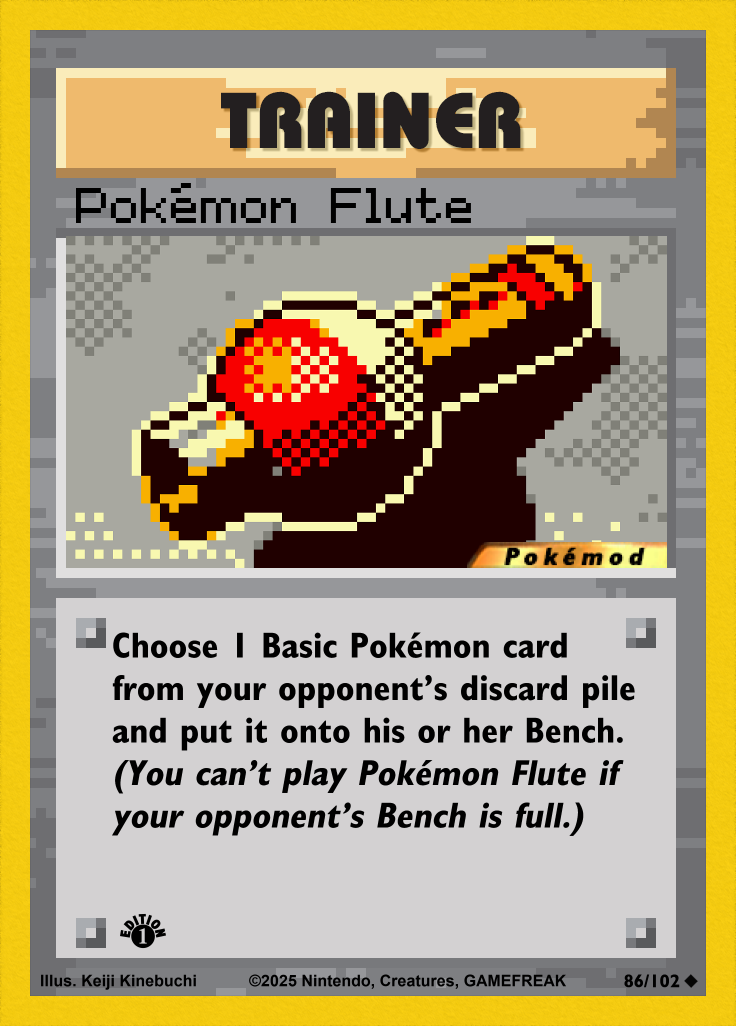 TRAINER
Pokémon Flute
Pokémod
Choose 1 Basic Pokémon card
from your opponent's discard pile
and put it onto his or her Bench.
(You can't play Pokémon Flute if
your opponent's Bench is full.)
EDITION
1
Illus. Keiji Kinebuchi ©2025 Nintendo, Creatures, GAMEFREAK 86/102 ◆